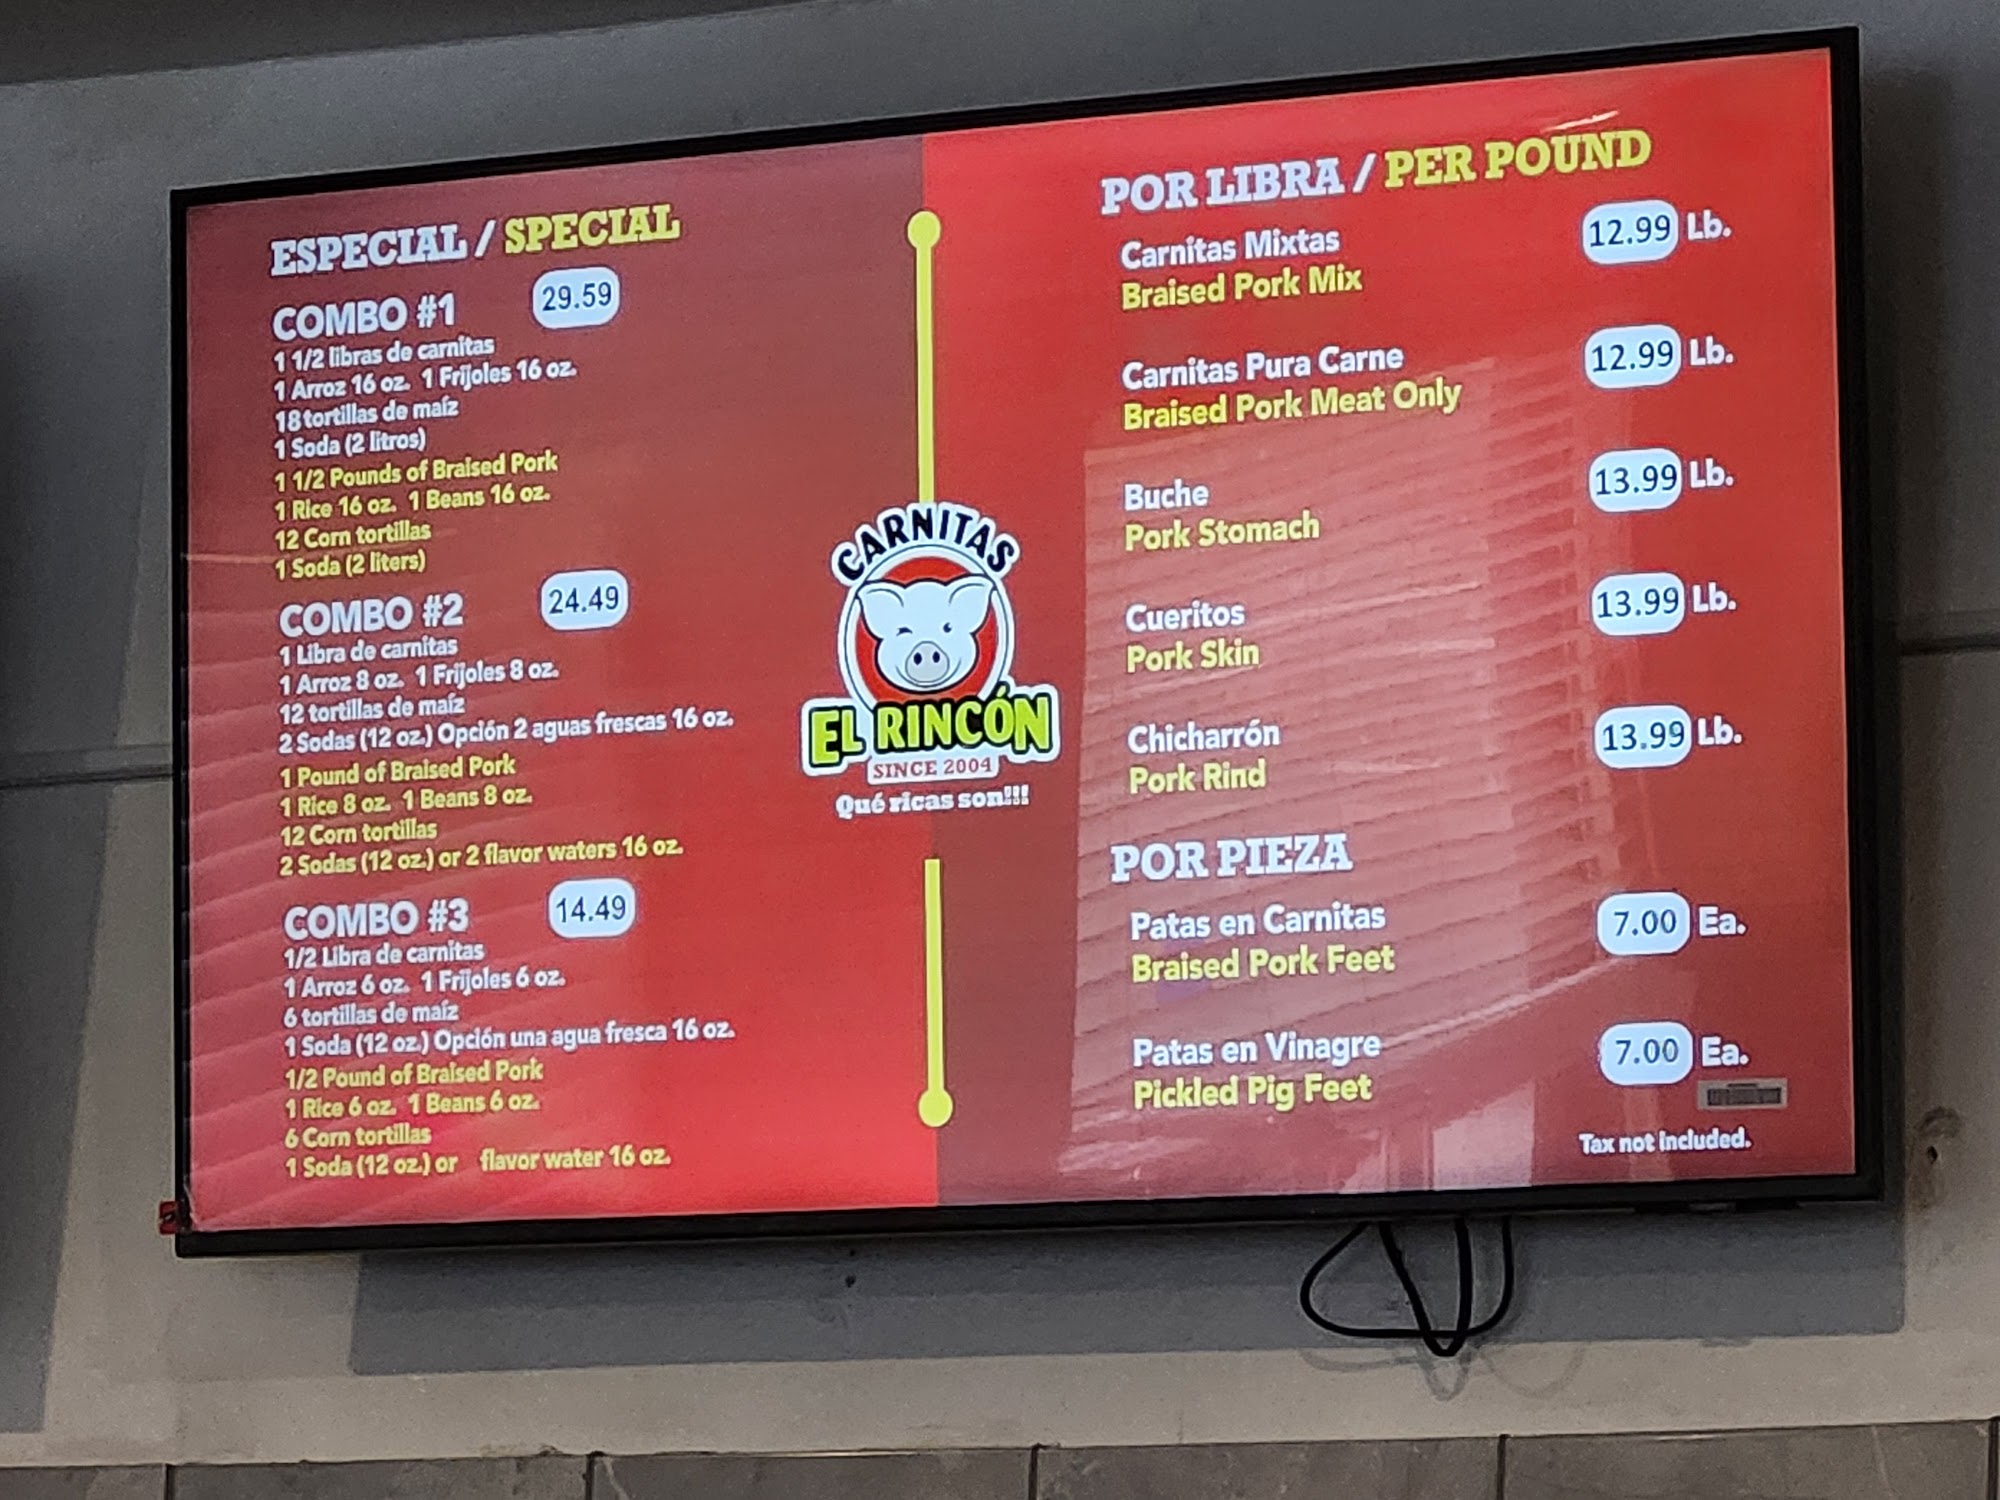 ESPECIAL / SPECIAL
COMBO #1 29.59
1 1/2 libras de carnitas
1 Arroz 16 oz. 1 Frijoles 16 oz.
18 tortillas de maíz
1 Soda (2 litros)
1 1/2 Pounds of Braised Pork
1 Rice 16 oz. 1 Beans 16 oz.
12 Corn tortillas
1 Soda (2 liters)
COMBO #2 24.49
1 Libra de carnitas
1 Arroz 8 oz. 1 Frijoles 8 oz.
12 tortillas de maíz
2 Sodas (12 oz.) Opción 2 aguas frescas 16 oz.
1 Pound of Braised Pork
1 Rice 8 oz. 1 Beans 8 oz.
12 Corn tortillas
2 Sodas (12 oz.) or 2 flavor waters 16 oz.
COMBO #3 14.49
1/2 Libra de carnitas
1 Arroz 6 oz. 1 Frijoles 6 oz.
6 tortillas de maíz
1 Soda (12 oz.) Opción una agua fresca 16 oz.
1/2 Pound of Braised Pork
1 Rice 6 oz. 1 Beans 6 oz.
6 Corn tortillas
1 Soda (12 oz.) or flavor water 16 oz.
CARNITAS
EL RINCÓN
SINCE 2004
Qué ricas son!!!
POR LIBRA / PER POUND
Carnitas Mixtas 12.99 Lb.
Braised Pork Mix
Carnitas Pura Carne 12.99 Lb.
Braised Pork Meat Only
Buche 13.99 Lb.
Pork Stomach
Cueritos 13.99 Lb.
Pork Skin
Chicharrón 13.99 Lb.
Pork Rind
POR PIEZA
Patas en Carnitas 7.00 Ea.
Braised Pork Feet
Patas en Vinagre 7.00 Ea.
Pickled Pig Feet
Tax not included.